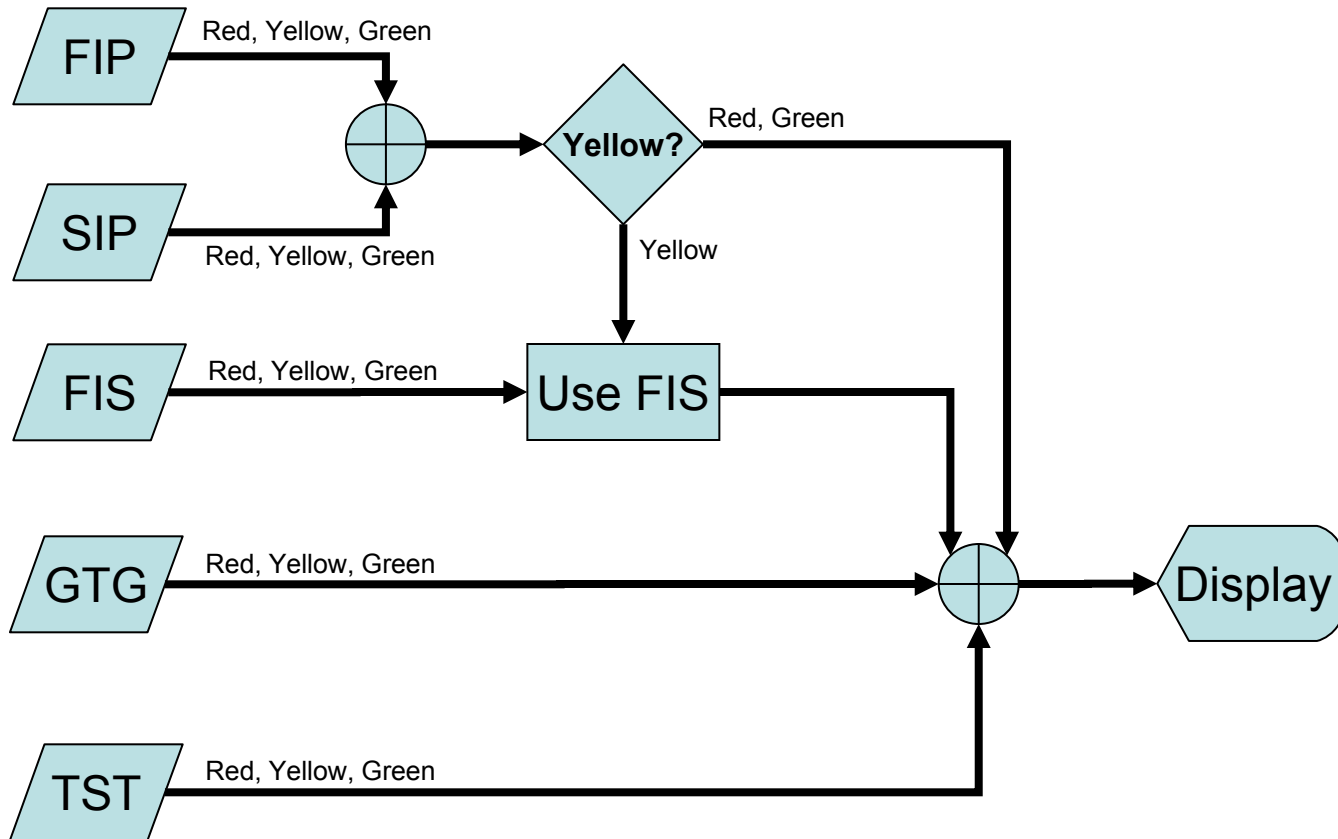 Red, Yellow, Green
FIP
Red, Green
Yellow?
SIP
Red, Yellow, Green
Yellow
Red, Yellow, Green
FIS
Use FIS
Red, Yellow, Green
GTG
Display
Red, Yellow, Green
TST